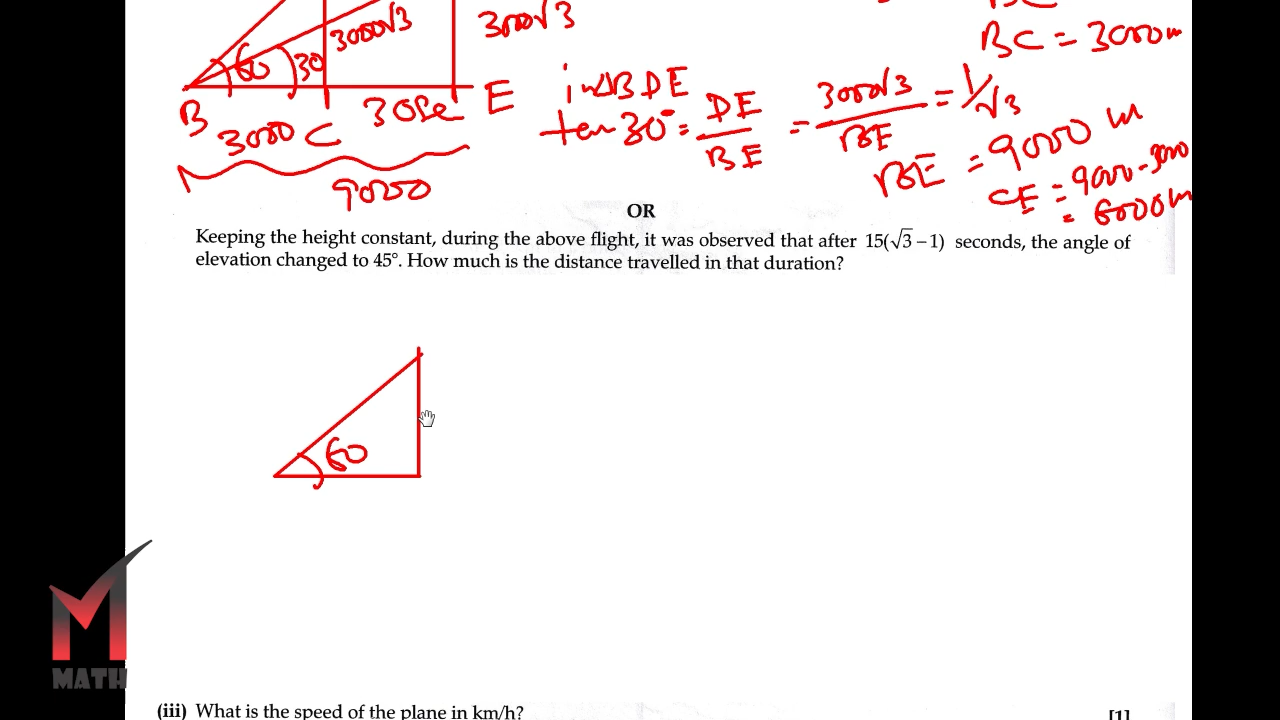 3000√3
3000√3
BC = 3000m
60
30
B
3000 C
30 Sec
E
9000
in ΔBDE
tan 30° = DE/BE = 3000√3/BE = 1/√3
BE = 9000 m
CE = 9000 - 3000
= 6000m
OR
Keeping the height constant, during the above flight, it was observed that after 15(√3 – 1) seconds, the angle of
elevation changed to 45°. How much is the distance travelled in that duration?
60
M
MATH
(iii) What is the speed of the plane in km/h? [1]